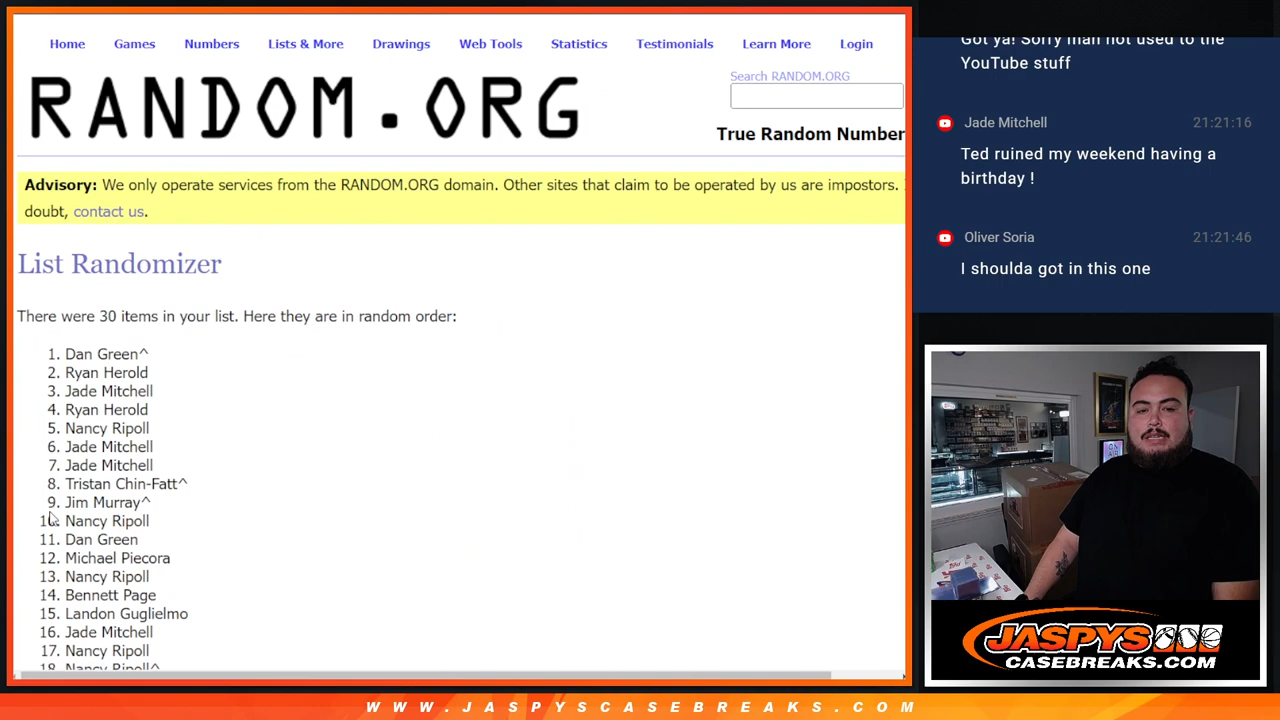 Home Games Numbers Lists & More Drawings Web Tools Statistics Testimonials Learn More Login
RANDOM.ORG
Search RANDOM.ORG
True Random Number
Advisory: We only operate services from the RANDOM.ORG domain. Other sites that claim to be operated by us are impostors.
doubt, contact us.
List Randomizer
There were 30 items in your list. Here they are in random order:
1. Dan Green^
2. Ryan Herold
3. Jade Mitchell
4. Ryan Herold
5. Nancy Ripoll
6. Jade Mitchell
7. Jade Mitchell
8. Tristan Chin-Fatt^
9. Jim Murray^
10. Nancy Ripoll
11. Dan Green
12. Michael Piecora
13. Nancy Ripoll
14. Bennett Page
15. Landon Guglielmo
16. Jade Mitchell
17. Nancy Ripoll
18. Nancy Ripoll^
Got ya! Sorry man not used to the
YouTube stuff
Jade Mitchell 21:21:16
Ted ruined my weekend having a
birthday !
Oliver Soria 21:21:46
I shoulda got in this one
ON
AIR
JASPYS
CASEBREAKS.COM
WWW.JASPYSCASEBREAKS.COM